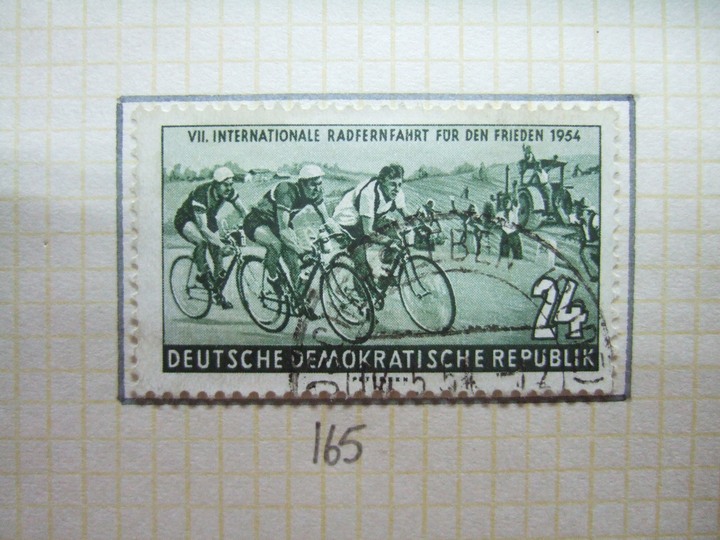 VII. INTERNATIONALE RADFERNFAHRT FÜR DEN FRIEDEN 1954
24
DEUTSCHE DEMOKRATISCHE REPUBLIK
165